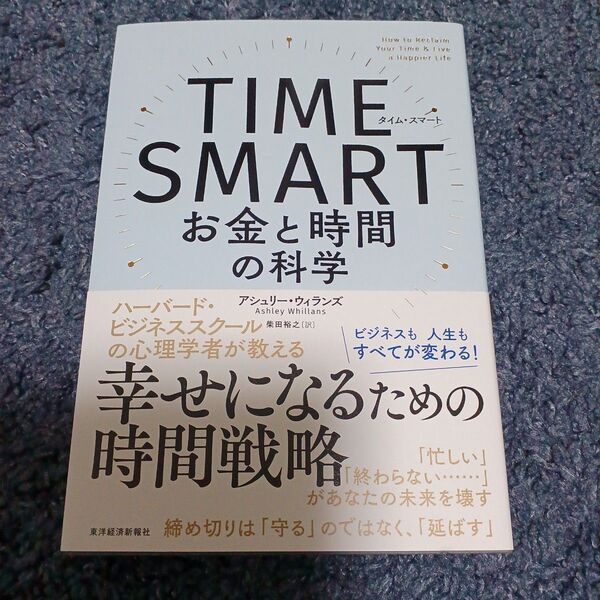 How to Reclaim
Your Time & Live
a Happier Life
TIME
タイム・スマート
SMART
お金と時間
の科学
アシュリー・ウィランズ
Ashley Whillans
柴田裕之[訳]
ハーバード・
ビジネススクール
の心理学者が教える
ビジネスも 人生も
すべてが変わる!
幸せになるための
時間戦略
「忙しい」
「終わらない……」
があなたの未来を壊す
締め切りは「守る」のではなく、「延ばす」
東洋経済新報社